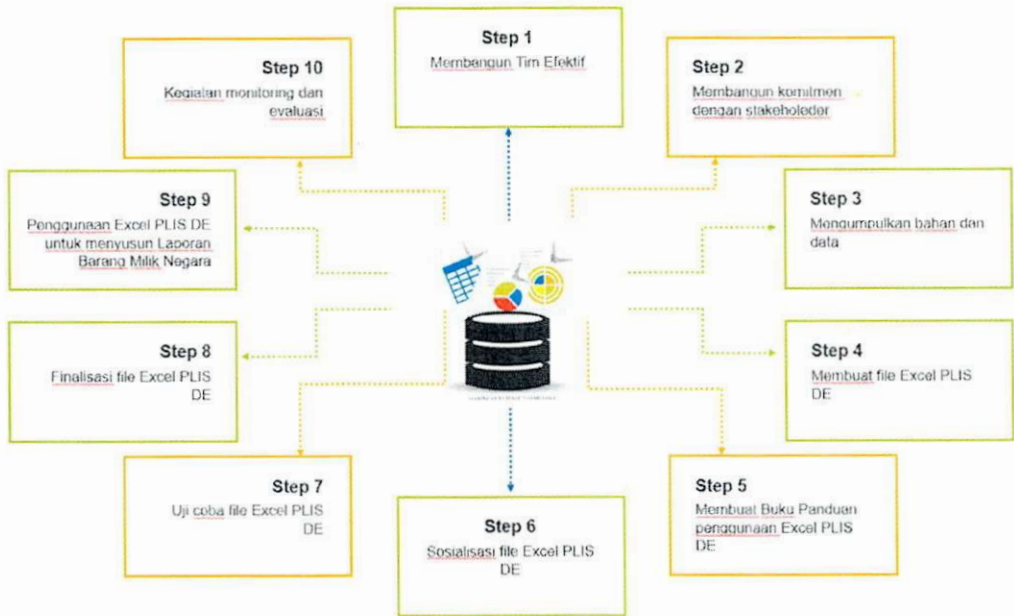 Step 1
Membangun Tim Efektif
Step 2
Membangun komitmen
dengan stakeholeder
Step 3
Mengumpulkan bahan dan
data
Step 4
Membuat file Excel PLIS
DE
Step 5
Membuat Buku Panduan
penggunaan Excel PLIS
DE
Step 6
Sosialisasi file Excel PLIS
DE
Step 7
Uji coba file Excel PLIS
DE
Step 8
Finalisasi file Excel PLIS
DE
Step 9
Penggunaan Excel PLIS DE
untuk menyusun Laporan
Barang Milik Negara
Step 10
Kegiatan monitoring dan
evaluasi